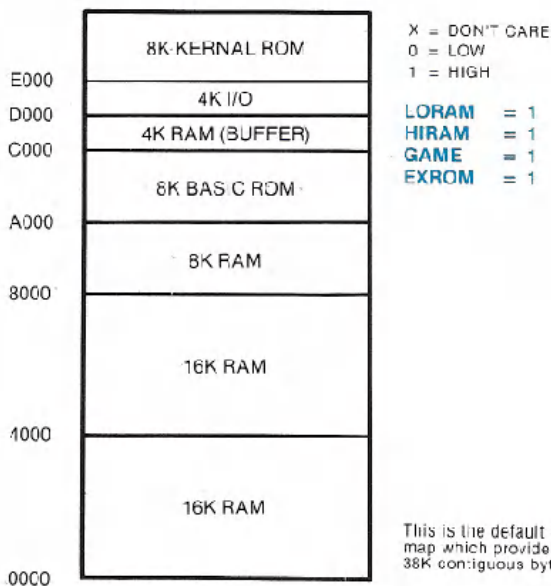 8K KERNAL ROM
E000
4K I/O
D000
4K RAM (BUFFER)
C000
8K BASIC ROM
A000
8K RAM
8000
16K RAM
4000
16K RAM
0000
X = DON'T CARE
0 = LOW
1 = HIGH
LORAM = 1
HIRAM = 1
GAME = 1
EXROM = 1
This is the default
map which provide
38K contiguous by